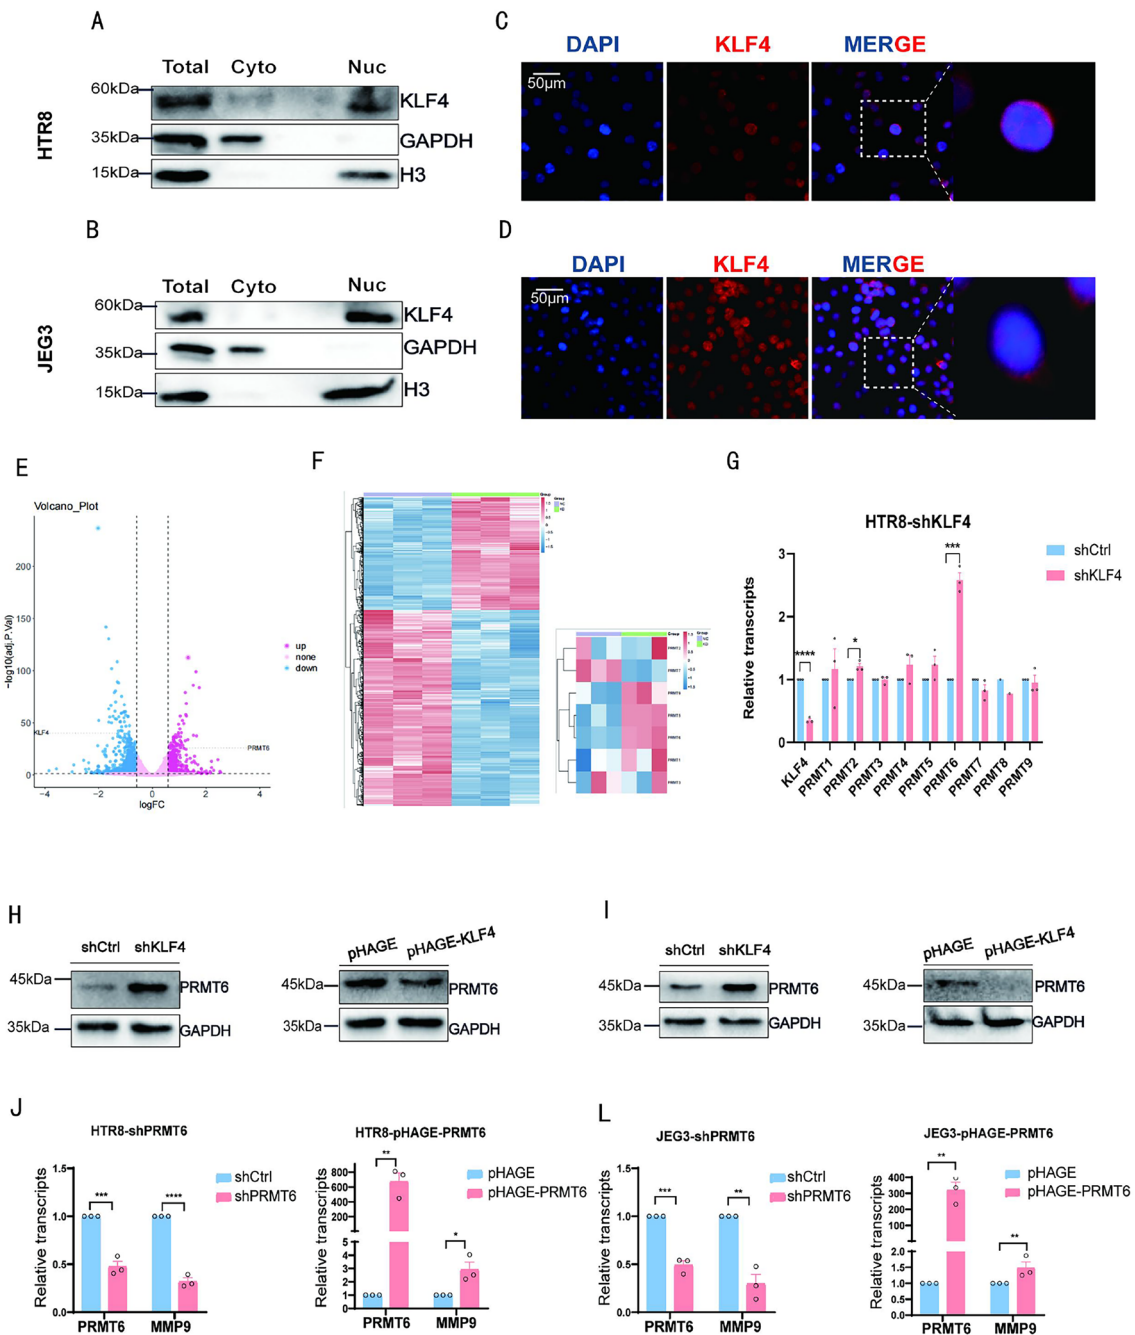 A
Total Cyto Nuc
60kDa
KLF4
35kDa
GAPDH
15kDa
H3
HTR8
B
Total Cyto Nuc
60kDa
KLF4
35kDa
GAPDH
15kDa
H3
JEG3
C
DAPI KLF4 MERGE
50μm
D
DAPI KLF4 MERGE
50μm
E
Volcano_Plot
-log10(adj.P.Val)
200
150
100
50
0
KLF4
PRMT6
-4 -2 0 2 4
logFC
up
none
down
F
Group
Group
G
HTR8-shKLF4
Relative transcripts
3
2
1
0
**** * ***
shCtrl
shKLF4
KLF4 PRMT1 PRMT2 PRMT3 PRMT4 PRMT5 PRMT6 PRMT7 PRMT8 PRMT9
H
shCtrl shKLF4
45kDa
PRMT6
35kDa
GAPDH
pHAGE pHAGE-KLF4
45kDa
PRMT6
35kDa
GAPDH
I
shCtrl shKLF4
45kDa
PRMT6
35kDa
GAPDH
pHAGE pHAGE-KLF4
45kDa
PRMT6
35kDa
GAPDH
J
HTR8-shPRMT6
Relative transcripts
1.5
1.0
0.5
0.0
*** ****
shCtrl
shPRMT6
PRMT6 MMP9
HTR8-pHAGE-PRMT6
Relative transcripts
800
600
400
200
5
4
3
2
1
0
** *
pHAGE
pHAGE-PRMT6
PRMT6 MMP9
L
JEG3-shPRMT6
Relative transcripts
1.5
1.0
0.5
0.0
*** **
shCtrl
shPRMT6
PRMT6 MMP9
JEG3-pHAGE-PRMT6
Relative transcripts
400
300
200
100
2.0
1.5
1.0
0.5
0.0
** **
pHAGE
pHAGE-PRMT6
PRMT6 MMP9